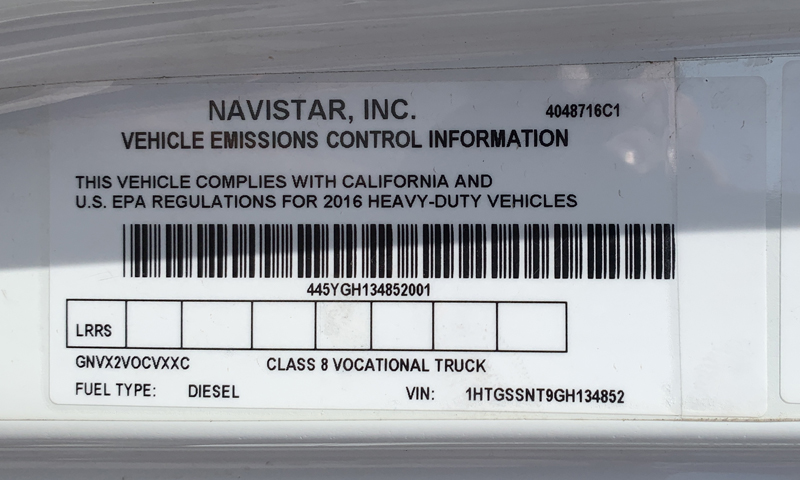 NAVISTAR, INC. 4048716C1
VEHICLE EMISSIONS CONTROL INFORMATION
THIS VEHICLE COMPLIES WITH CALIFORNIA AND
U.S. EPA REGULATIONS FOR 2016 HEAVY-DUTY VEHICLES
445YGH134852001
LRRS
GNVX2VOCVXXC CLASS 8 VOCATIONAL TRUCK
FUEL TYPE: DIESEL VIN: 1HTGSSNT9GH134852